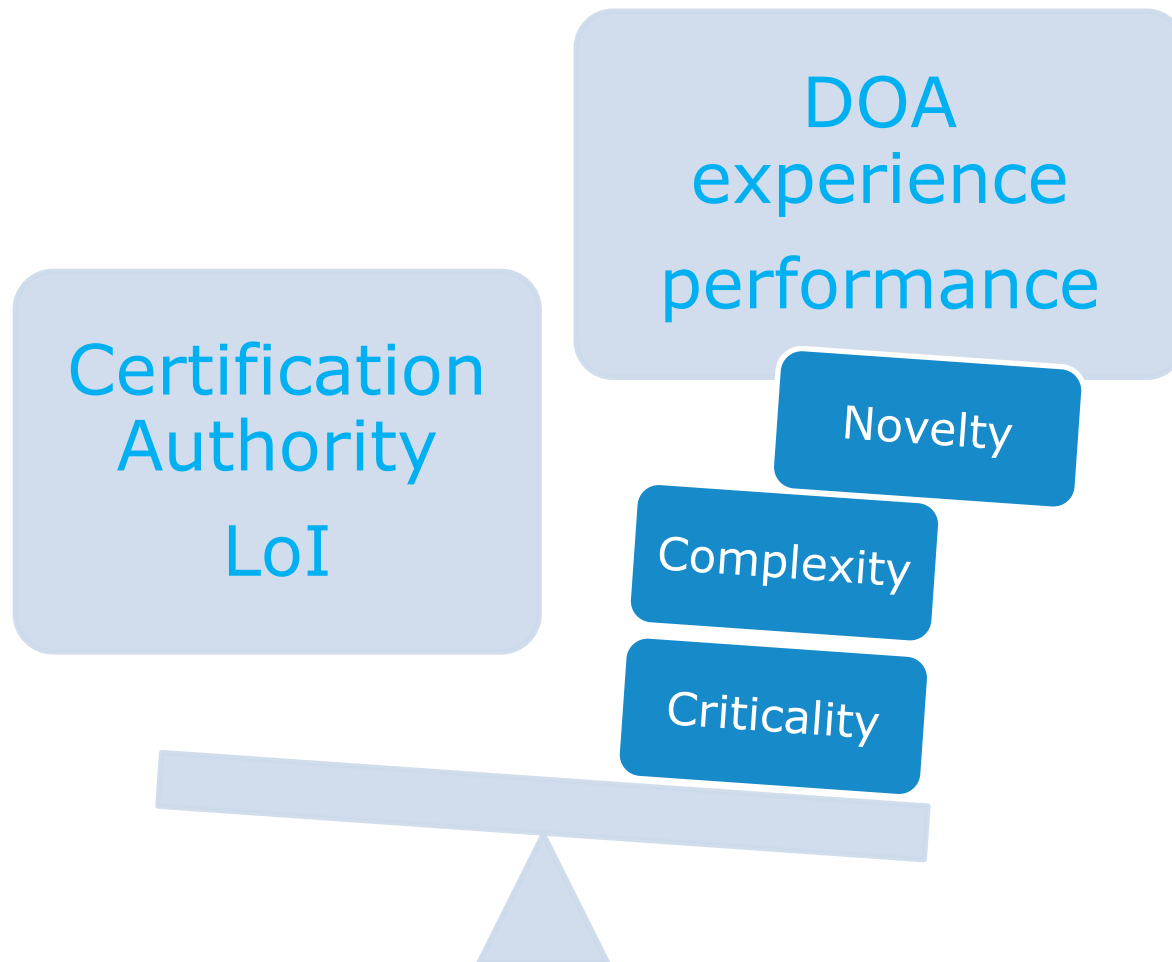 Certification
Authority
LoI
DOA
experience
performance
Novelty
Complexity
Criticality